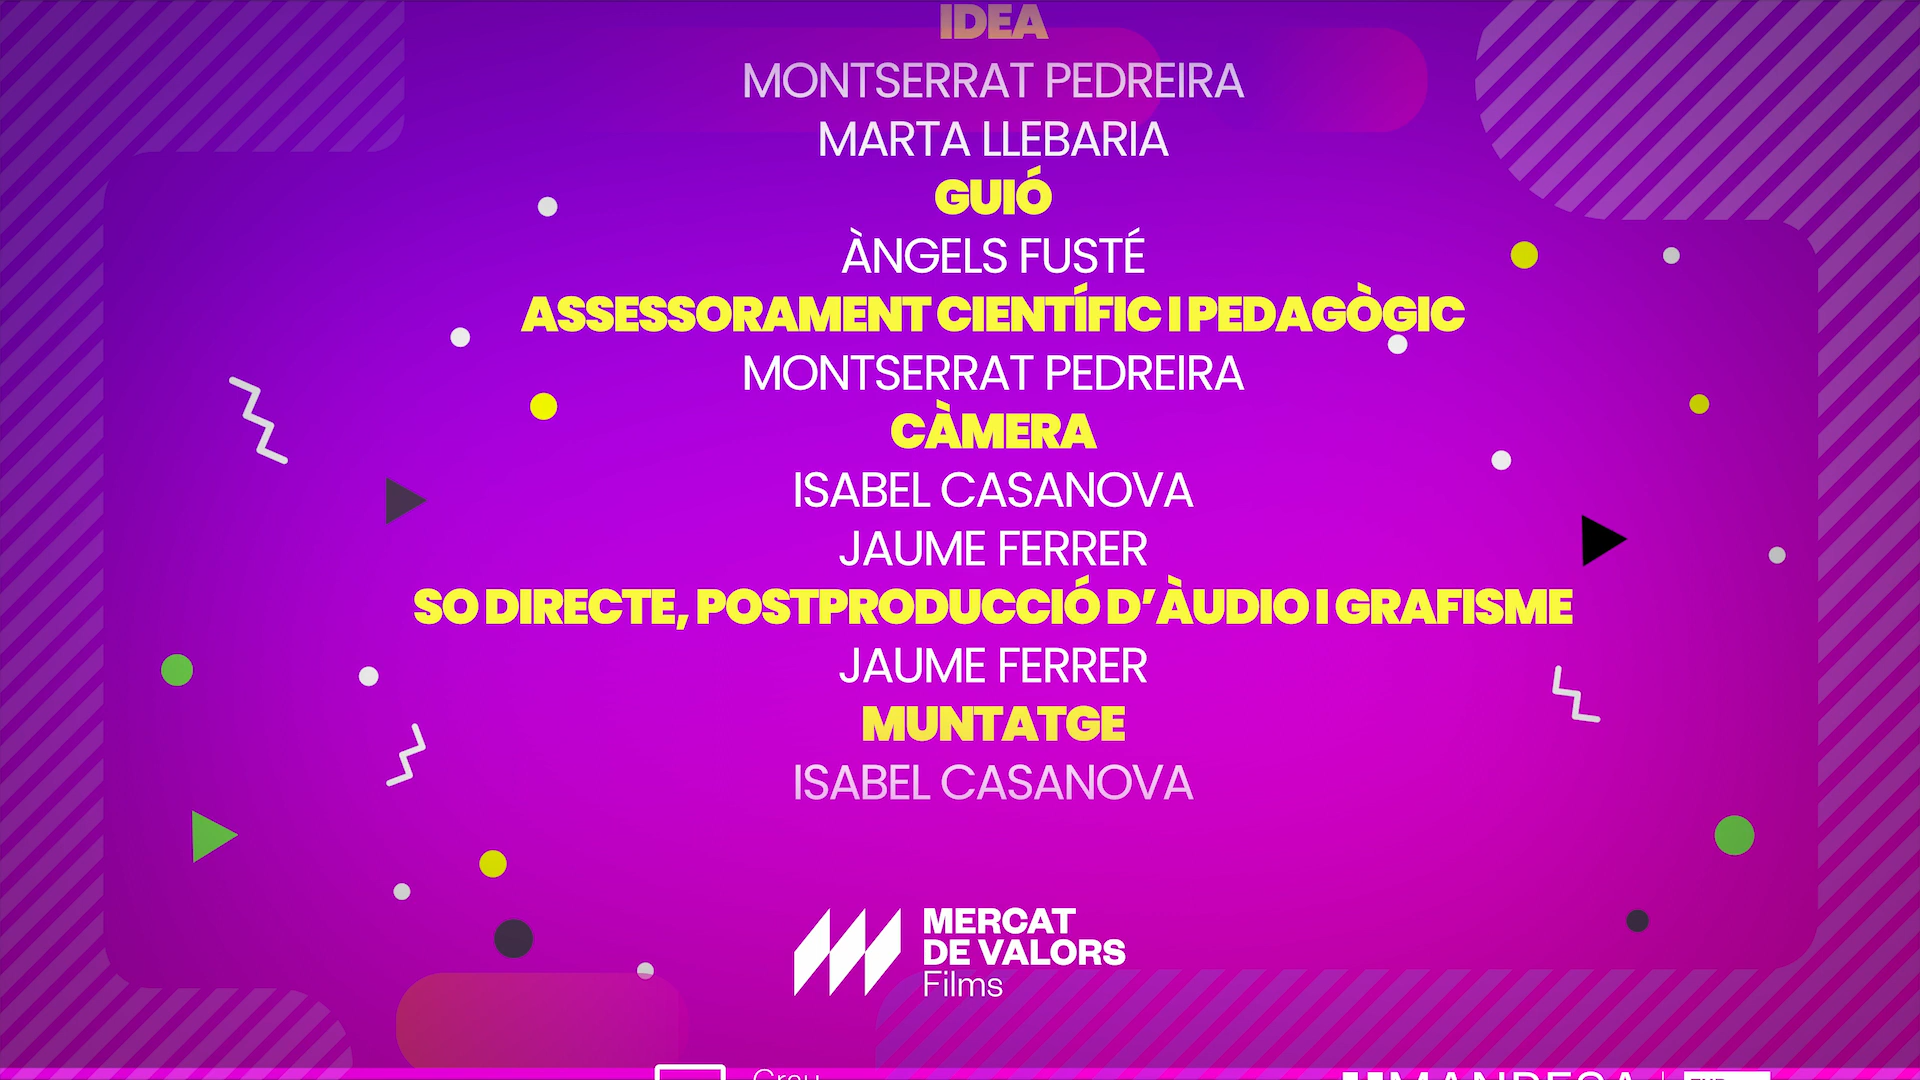 IDEA
MONTSERRAT PEDREIRA
MARTA LLEBARIA
GUIÓ
ÀNGELS FUSTÉ
ASSESSORAMENT CIENTÍFIC I PEDAGÒGIC
MONTSERRAT PEDREIRA
CÀMERA
ISABEL CASANOVA
JAUME FERRER
SO DIRECTE, POSTPRODUCCIÓ D'ÀUDIO I GRAFISME
JAUME FERRER
MUNTATGE
ISABEL CASANOVA
MERCAT
DE VALORS
Films